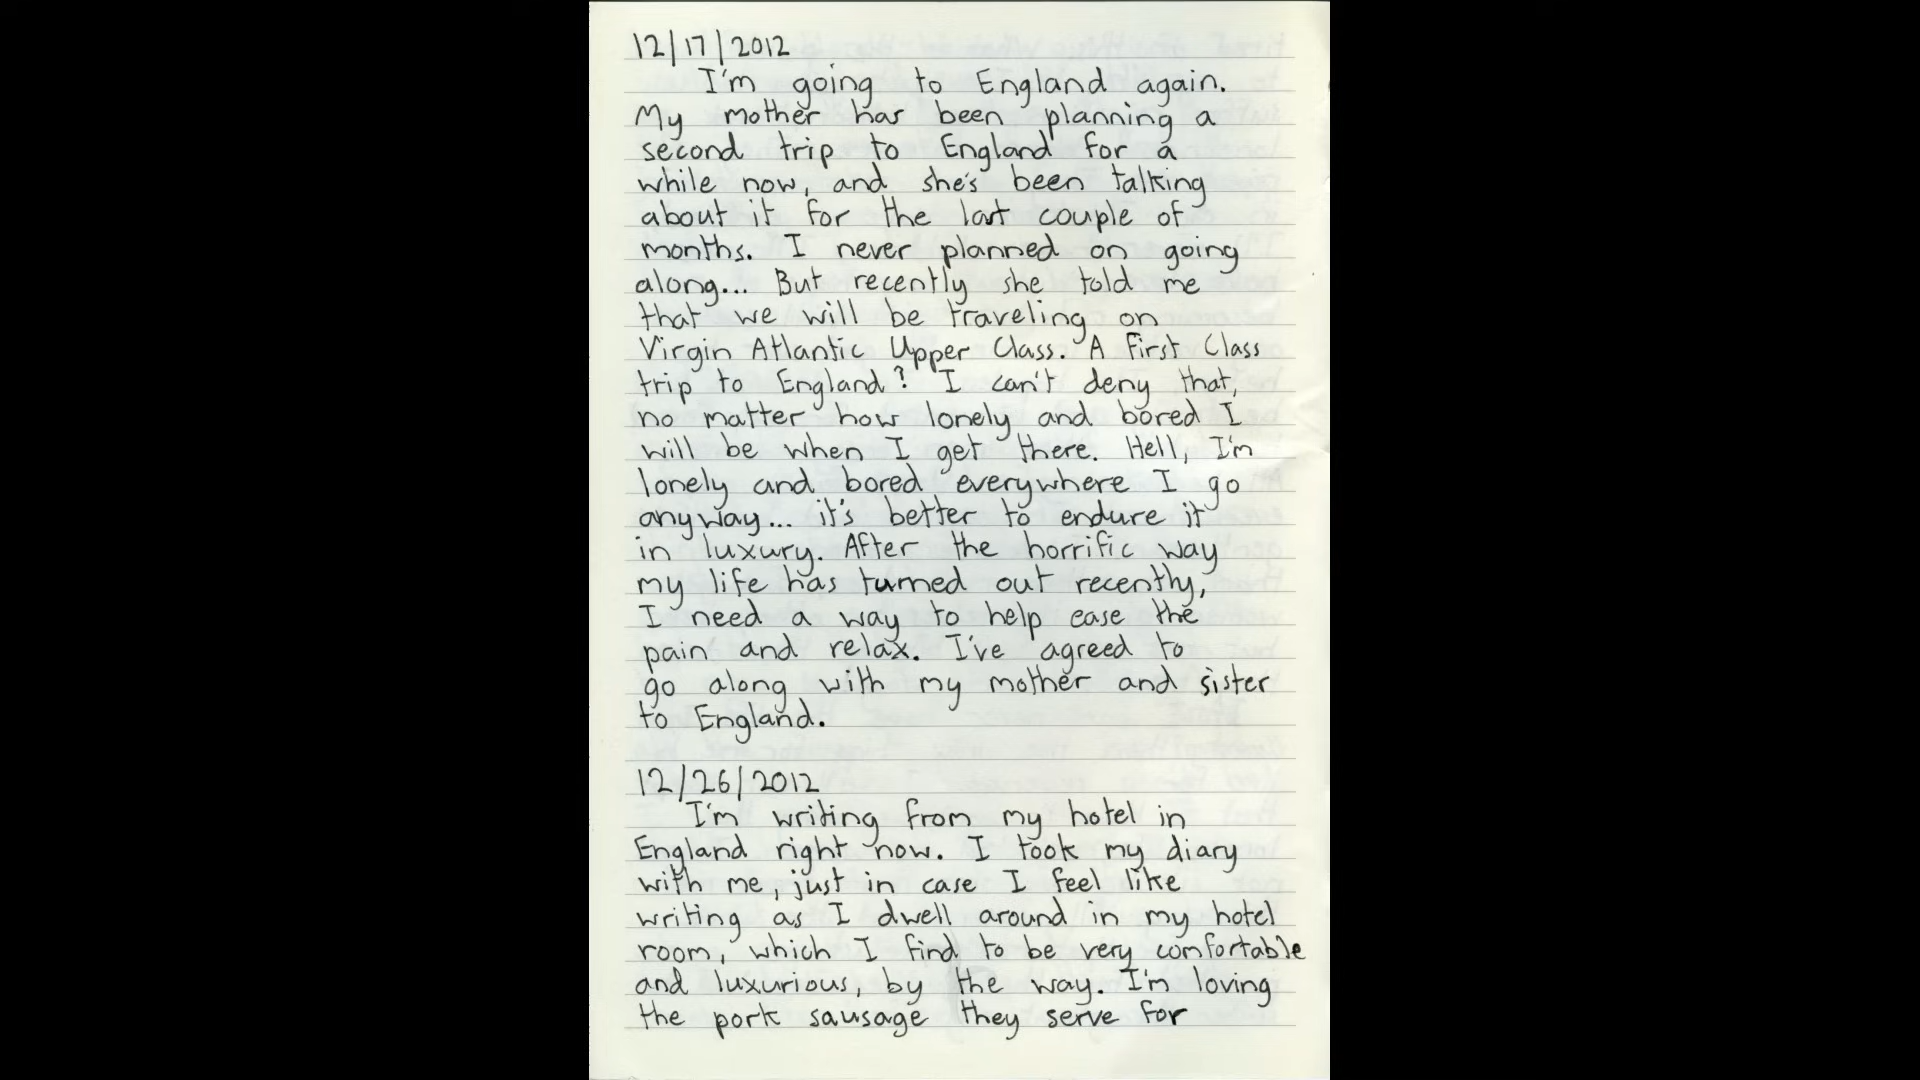 12/17/2012
I'm going to England again.
My mother has been planning a
second trip to England for a
while now, and she's been talking
about it for the last couple of
months. I never planned on going
along... But recently she told me
that we will be traveling on
Virgin Atlantic Upper Class. A First Class
trip to England? I can't deny that,
no matter how lonely and bored I
will be when I get there. Hell, I'm
lonely and bored everywhere I go
anyway... it's better to endure it
in luxury. After the horrific way
my life has turned out recently,
I need a way to help ease the
pain and relax. I've agreed to
go along with my mother and sister
to England.
12/26/2012
I'm writing from my hotel in
England right now. I took my diary
with me, just in case I feel like
writing as I dwell around in my hotel
room, which I find to be very comfortable
and luxurious, by the way. I'm loving
the pork sausage they serve for